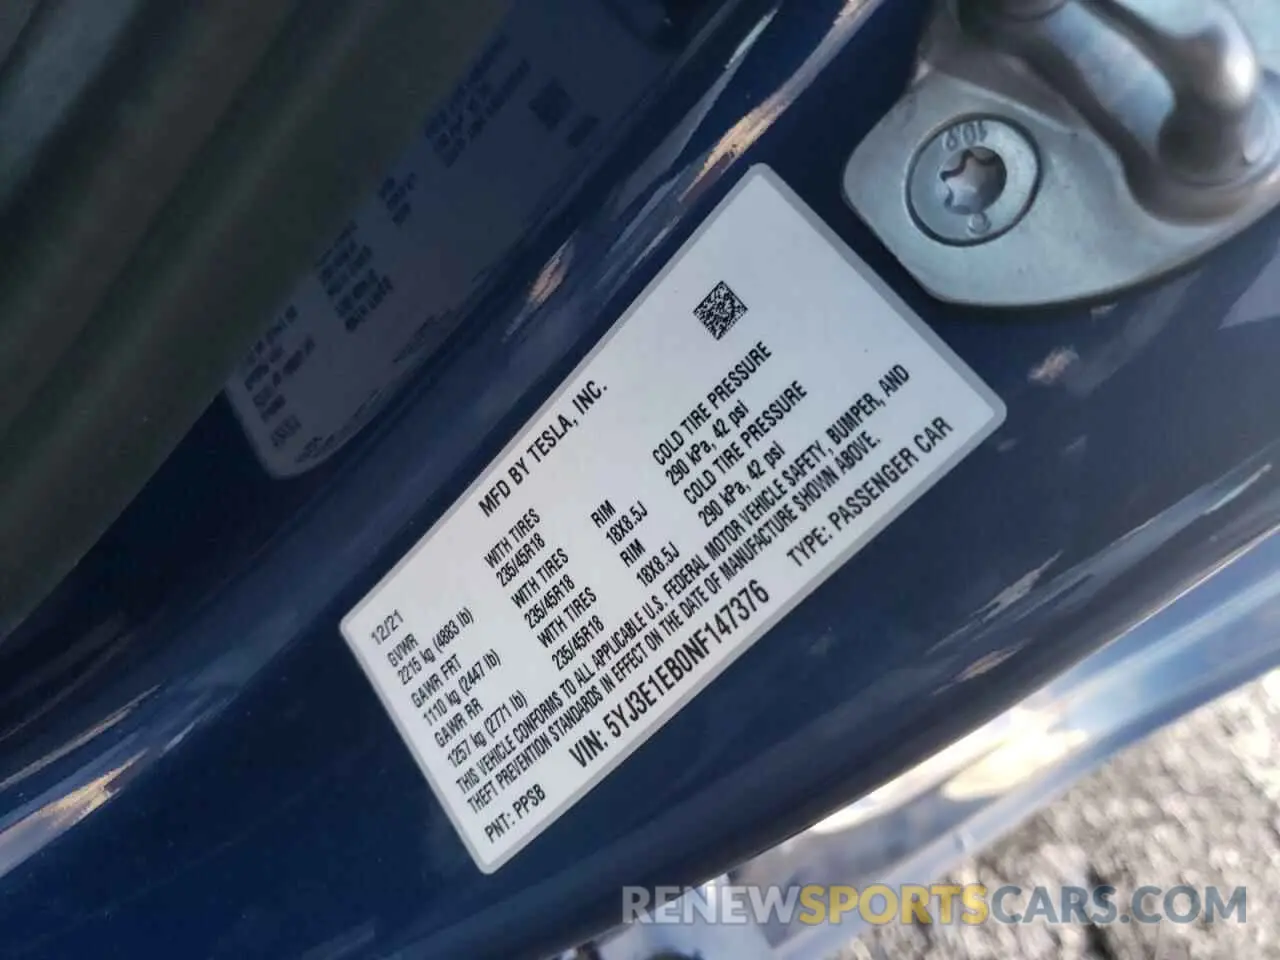 12/21 MFD BY TESLA, INC.
GVWR
2215 kg (4883 lb)
GAWR FRT WITH TIRES RIM COLD TIRE PRESSURE
1110 kg (2447 lb) 235/45R18 18X8.5J 290 kPa, 42 psi
GAWR RR WITH TIRES RIM COLD TIRE PRESSURE
1257 kg (2771 lb) 235/45R18 18X8.5J 290 kPa, 42 psi
WITH TIRES
235/45R18
THIS VEHICLE CONFORMS TO ALL APPLICABLE U.S. FEDERAL MOTOR VEHICLE SAFETY, BUMPER, AND
THEFT PREVENTION STANDARDS IN EFFECT ON THE DATE OF MANUFACTURE SHOWN ABOVE.
PNT: PPSB VIN: 5YJ3E1EB0NF147376 TYPE: PASSENGER CAR
10.9
RENEWSPORTSCARS.COM